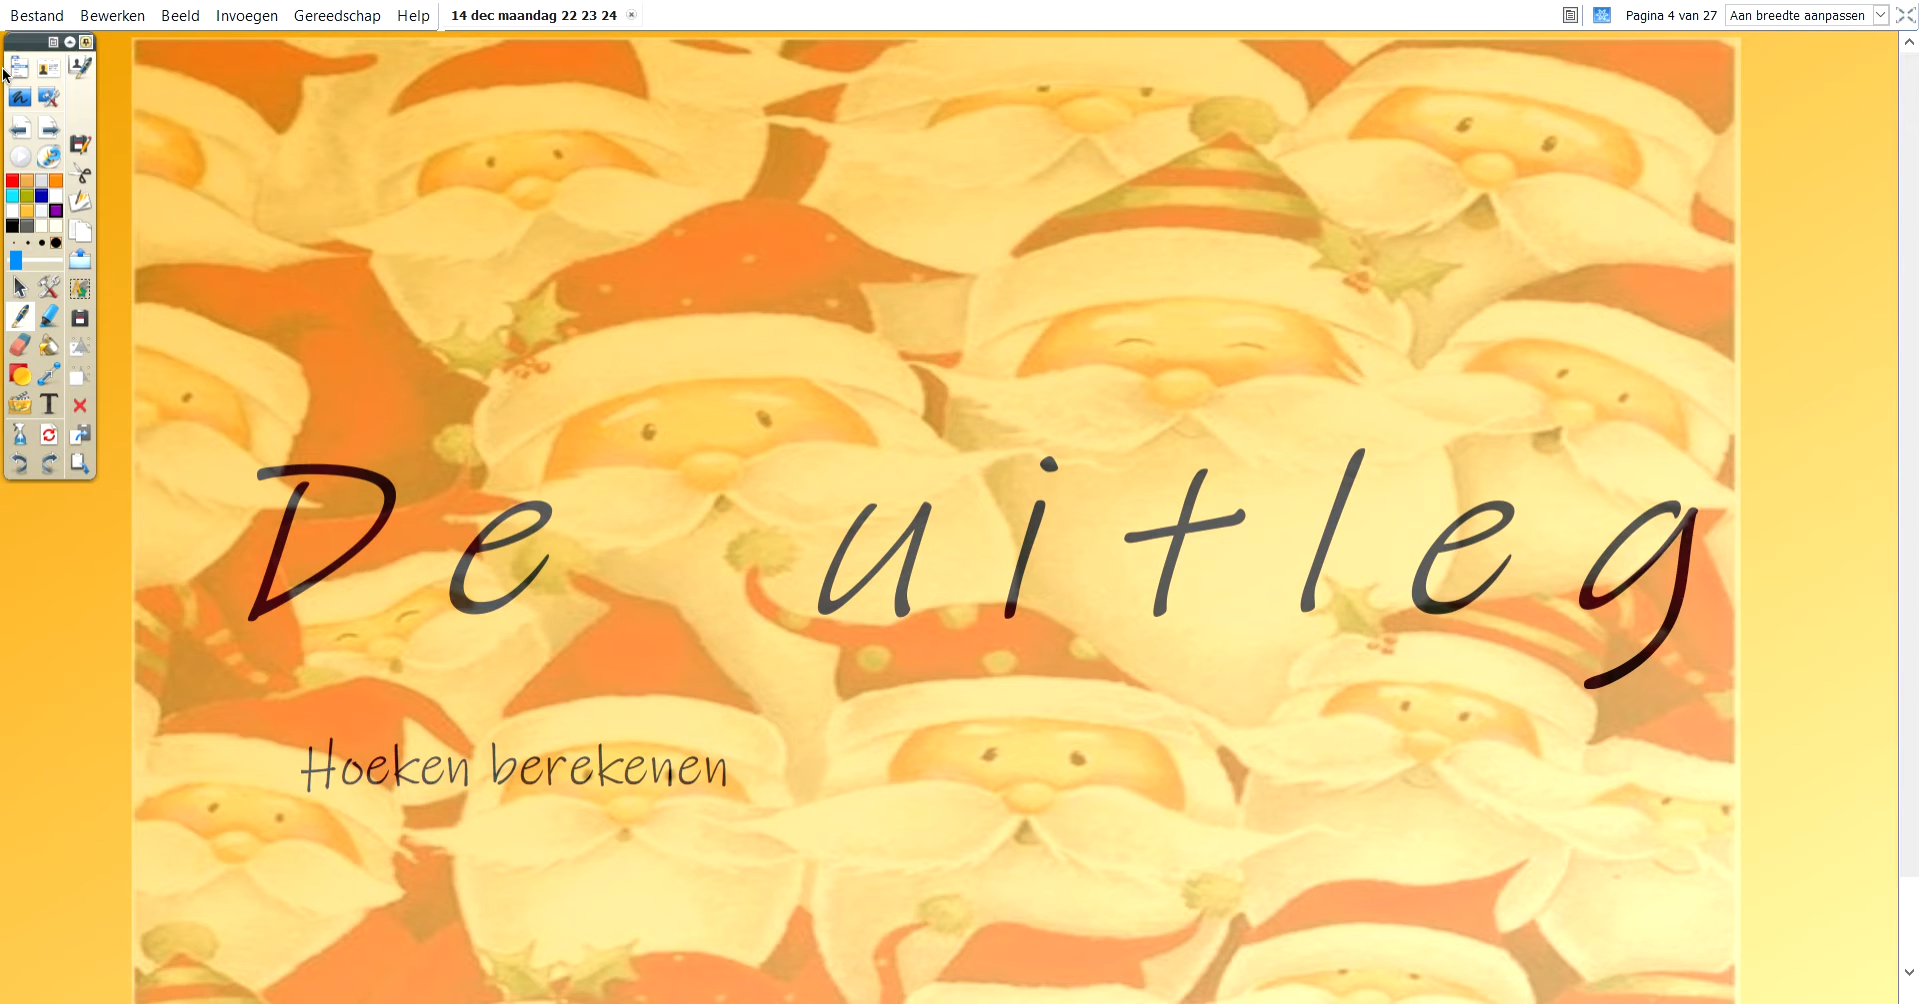 Bestand Bewerken Beeld Invoegen Gereedschap Help 14 dec maandag 22 23 24 Pagina 4 van 27 Aan breedte aanpassen
De uitleg
Hoeken berekenen